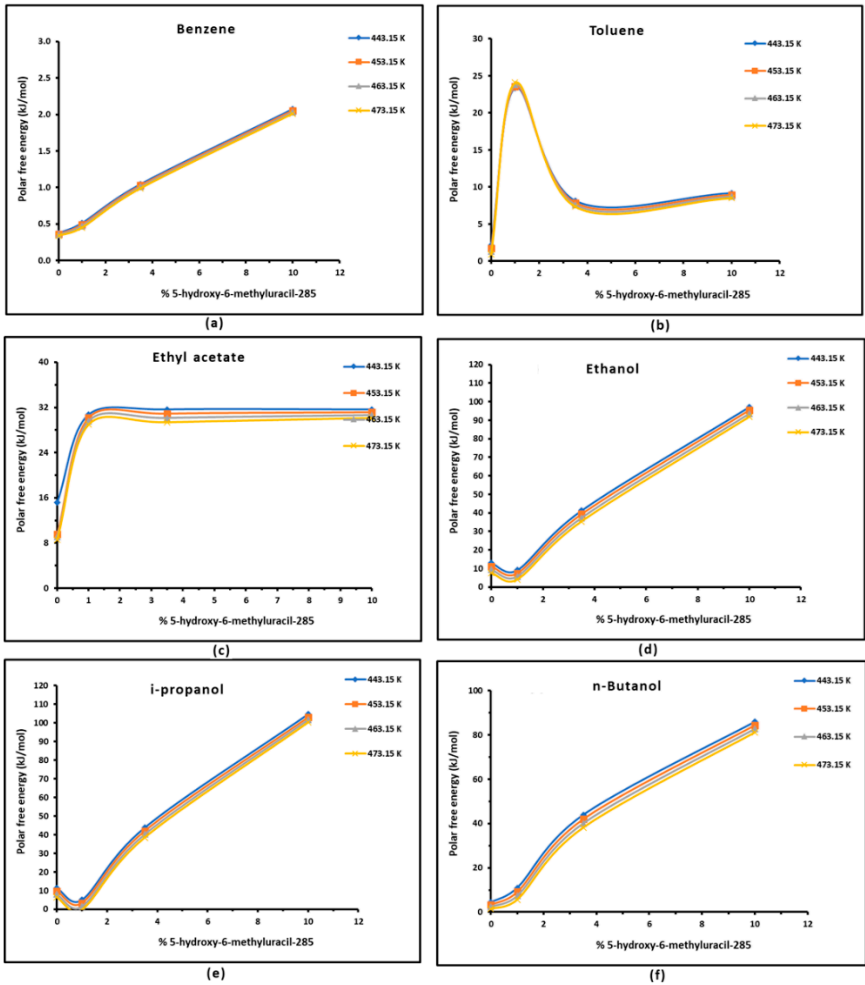 Benzene
Polar free energy (kJ/mol)
3.0
2.5
2.0
1.5
1.0
0.5
0.0
0 2 4 6 8 10 12
% 5-hydroxy-6-methyluracil-285
443.15 K
453.15 K
463.15 K
473.15 K
(a)
Toluene
Polar free energy (kJ/mol)
30
25
20
15
10
5
0
0 2 4 6 8 10 12
% 5-hydroxy-6-methyluracil-285
443.15 K
453.15 K
463.15 K
473.15 K
(b)
Ethyl acetate
Polar free energy (kJ/mol)
40
32
24
16
8
0
0 1 2 3 4 5 6 7 8 9 10
% 5-hydroxy-6-methyluracil-285
443.15 K
453.15 K
463.15 K
473.15 K
(c)
Ethanol
Polar free energy (kJ/mol)
120
110
100
90
80
70
60
50
40
30
20
10
0
0 2 4 6 8 10 12
% 5-hydroxy-6-methyluracil-285
443.15 K
453.15 K
463.15 K
473.15 K
(d)
i-propanol
Polar free energy (kJ/mol)
120
110
100
90
80
70
60
50
40
30
20
10
0
0 2 4 6 8 10 12
% 5-hydroxy-6-methyluracil-285
443.15 K
453.15 K
463.15 K
473.15 K
(e)
n-Butanol
Polar free energy (kJ/mol)
100
80
60
40
20
0
0 2 4 6 8 10 12
% 5-hydroxy-6-methyluracil-285
443.15 K
453.15 K
463.15 K
473.15 K
(f)